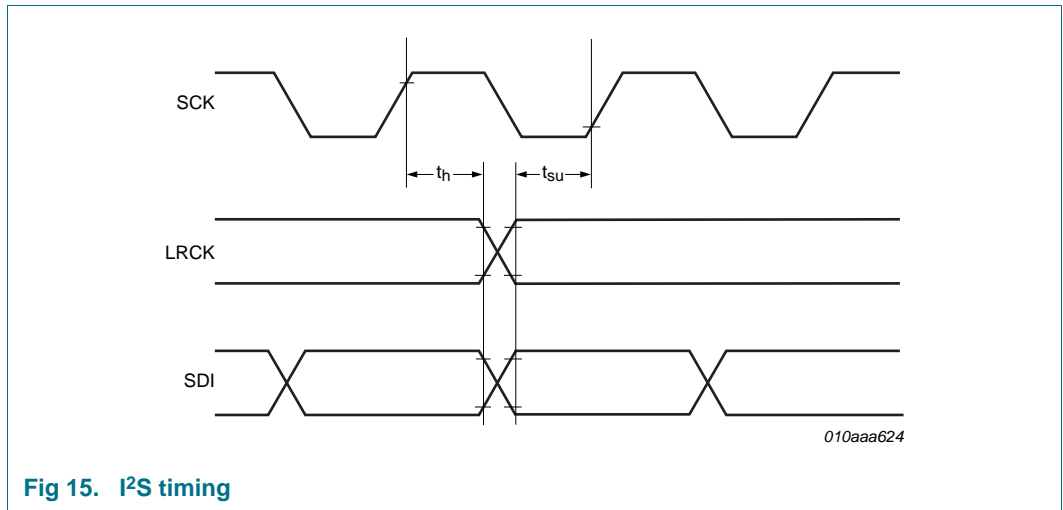 SCK
th
tsu
LRCK
SDI
010aaa624
Fig 15. I²S timing